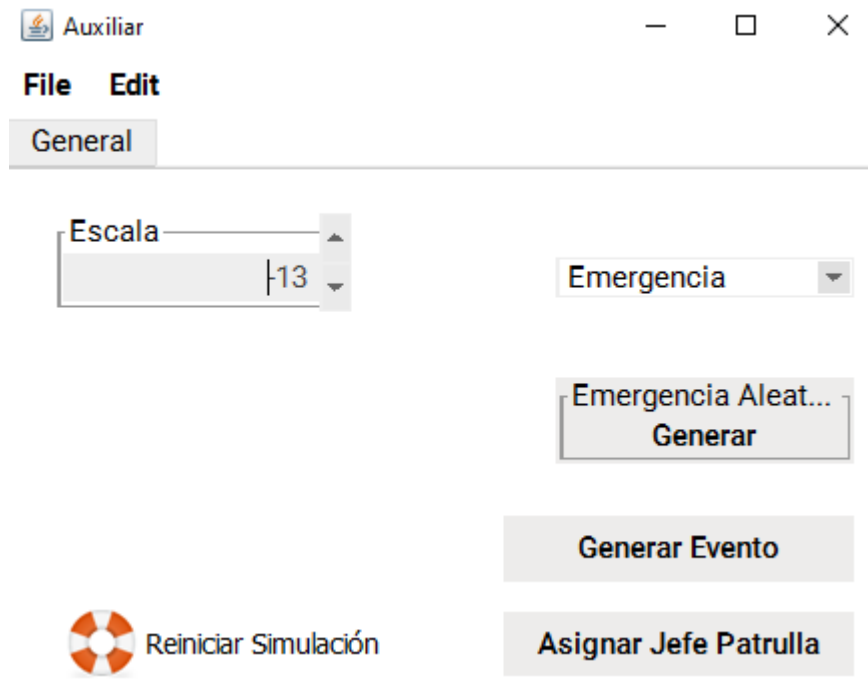 Auxiliar
File Edit
General
Escala
-13
Emergencia
Emergencia Aleat...
Generar
Generar Evento
Reiniciar Simulación
Asignar Jefe Patrulla